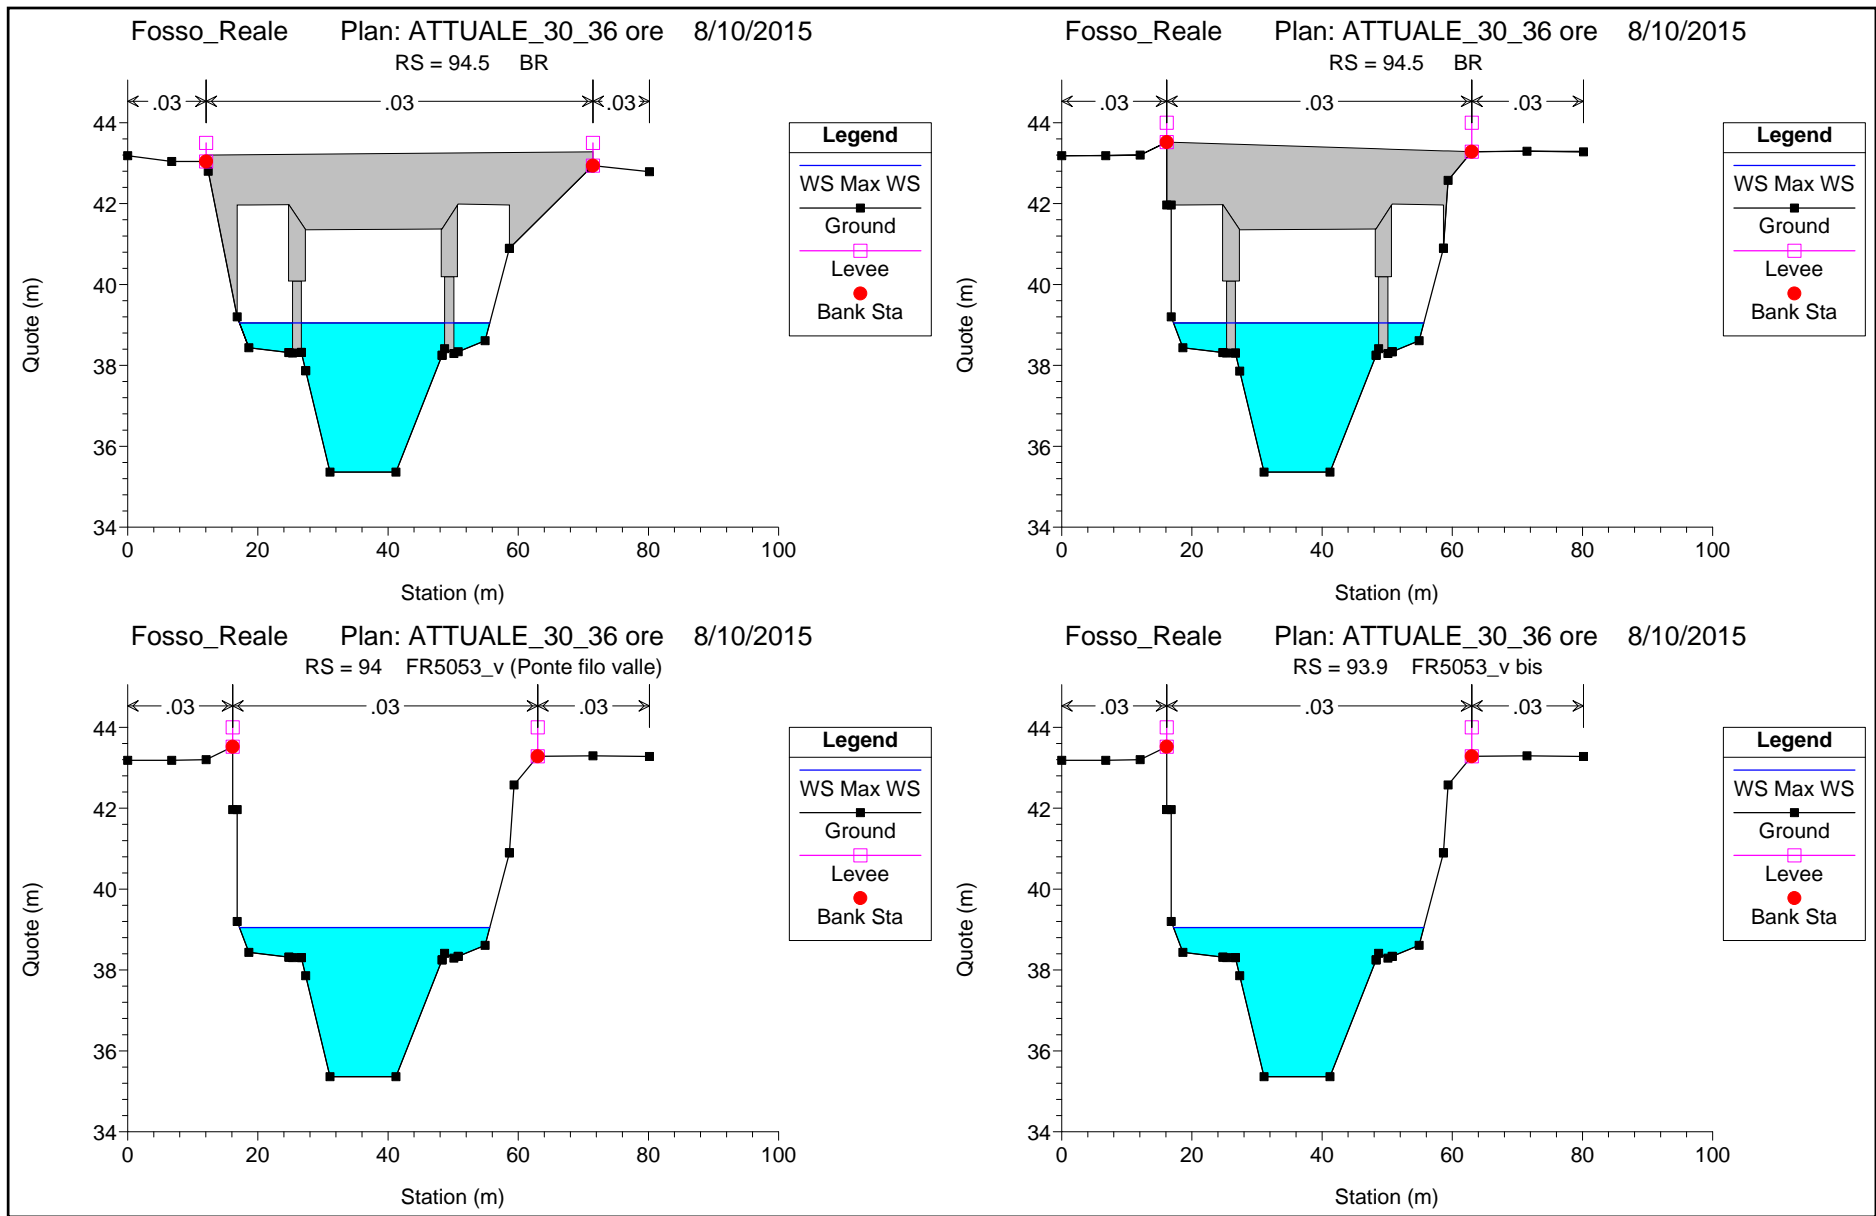 Fosso_Reale Plan: ATTUALE_30_36 ore 8/10/2015
RS = 94.5 BR
.03 .03 .03
44
42
40
38
36
34
0 20 40 60 80 100
Station (m)
Quote (m)
Legend
WS Max WS
Ground
Levee
Bank Sta
Fosso_Reale Plan: ATTUALE_30_36 ore 8/10/2015
RS = 94.5 BR
.03 .03 .03
44
42
40
38
36
34
0 20 40 60 80 100
Station (m)
Quote (m)
Legend
WS Max WS
Ground
Levee
Bank Sta
Fosso_Reale Plan: ATTUALE_30_36 ore 8/10/2015
RS = 94 FR5053_v (Ponte filo valle)
.03 .03 .03
44
42
40
38
36
34
0 20 40 60 80 100
Station (m)
Quote (m)
Legend
WS Max WS
Ground
Levee
Bank Sta
Fosso_Reale Plan: ATTUALE_30_36 ore 8/10/2015
RS = 93.9 FR5053_v bis
.03 .03 .03
44
42
40
38
36
34
0 20 40 60 80 100
Station (m)
Quote (m)
Legend
WS Max WS
Ground
Levee
Bank Sta